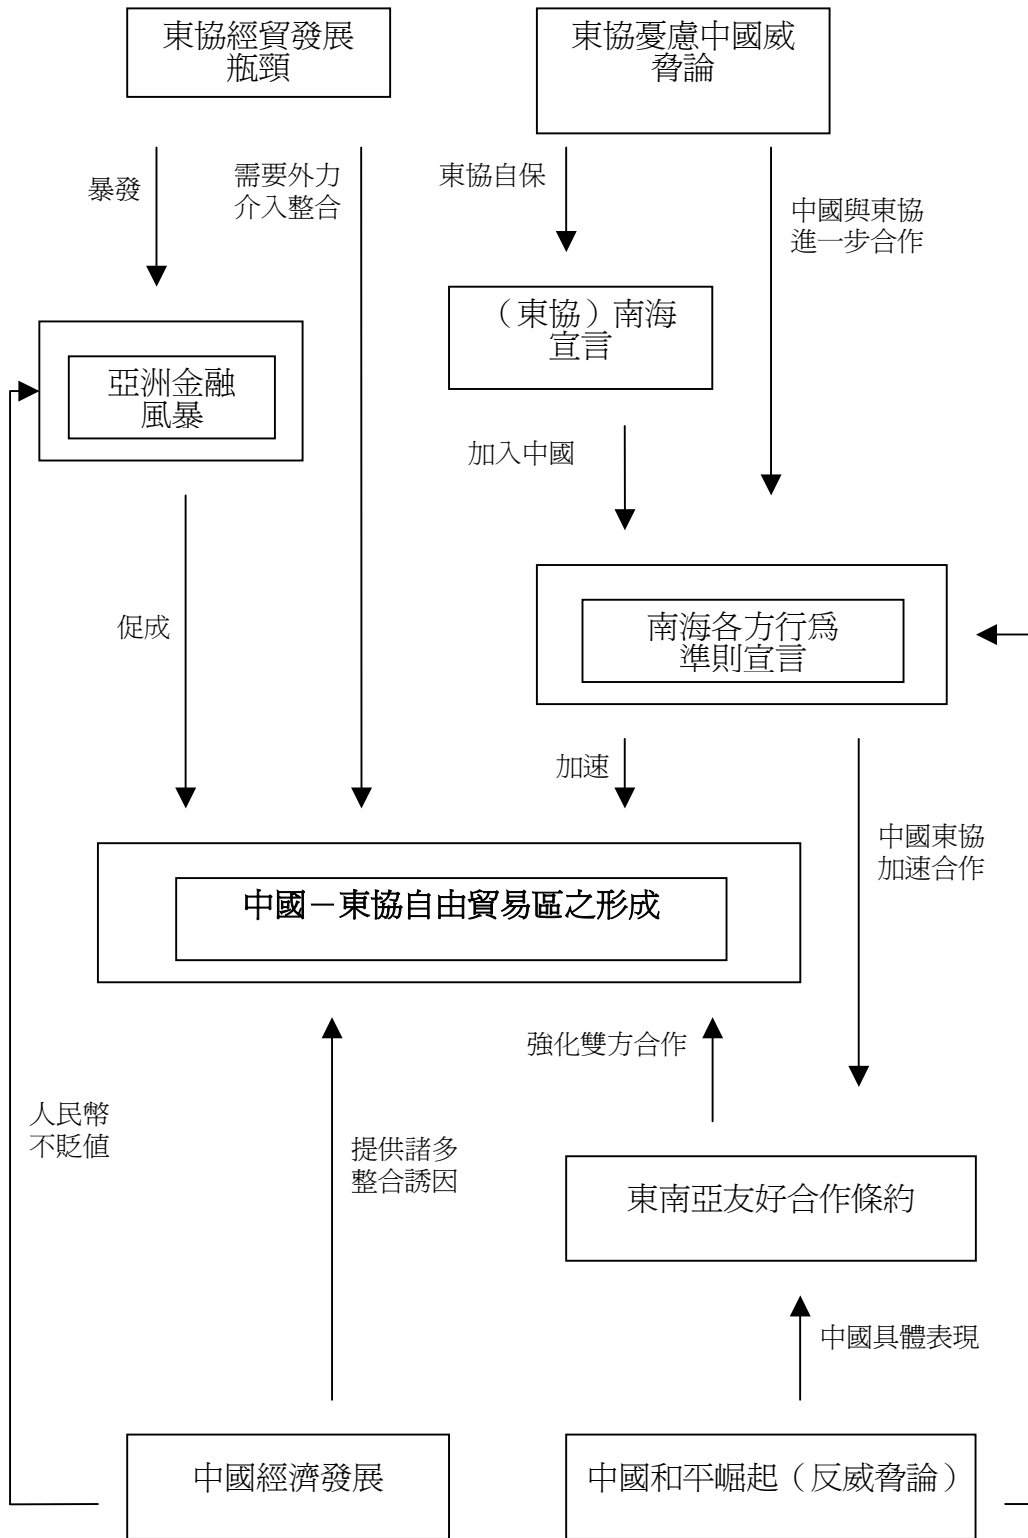 東協經貿發展
瓶頸
東協憂慮中國威
脅論
暴發
需要外力
介入整合
東協自保
中國與東協
進一步合作
（東協）南海
宣言
亞洲金融
風暴
加入中國
促成
南海各方行為
準則宣言
加速
中國東協
加速合作
中國－東協自由貿易區之形成
強化雙方合作
人民幣
不貶值
提供諸多
整合誘因
東南亞友好合作條約
中國具體表現
中國經濟發展
中國和平崛起（反威脅論）